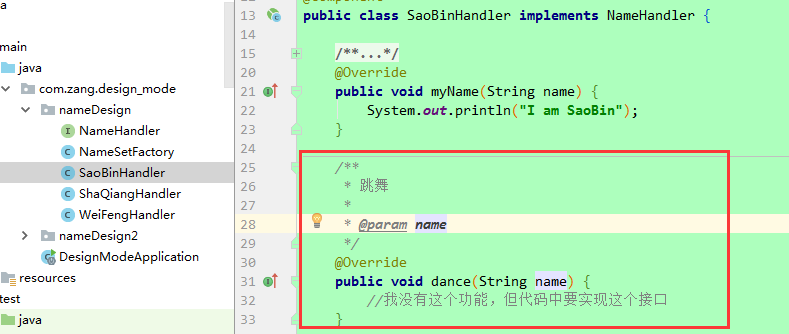 a
main
java
com.zang.design_mode
nameDesign
NameHandler
NameSetFactory
SaoBinHandler
ShaQiangHandler
WeiFengHandler
nameDesign2
DesignModeApplication
resources
test
java
13 public class SaoBinHandler implements NameHandler {
14
15 /**...*/
20 @Override
21 public void myName(String name) {
22 System.out.println("I am SaoBin");
23 }
24
25 /**
26 * 跳舞
27 *
28 * @param name
29 */
30 @Override
31 public void dance(String name) {
32 //我没有这个功能，但代码中要实现这个接口
33 }